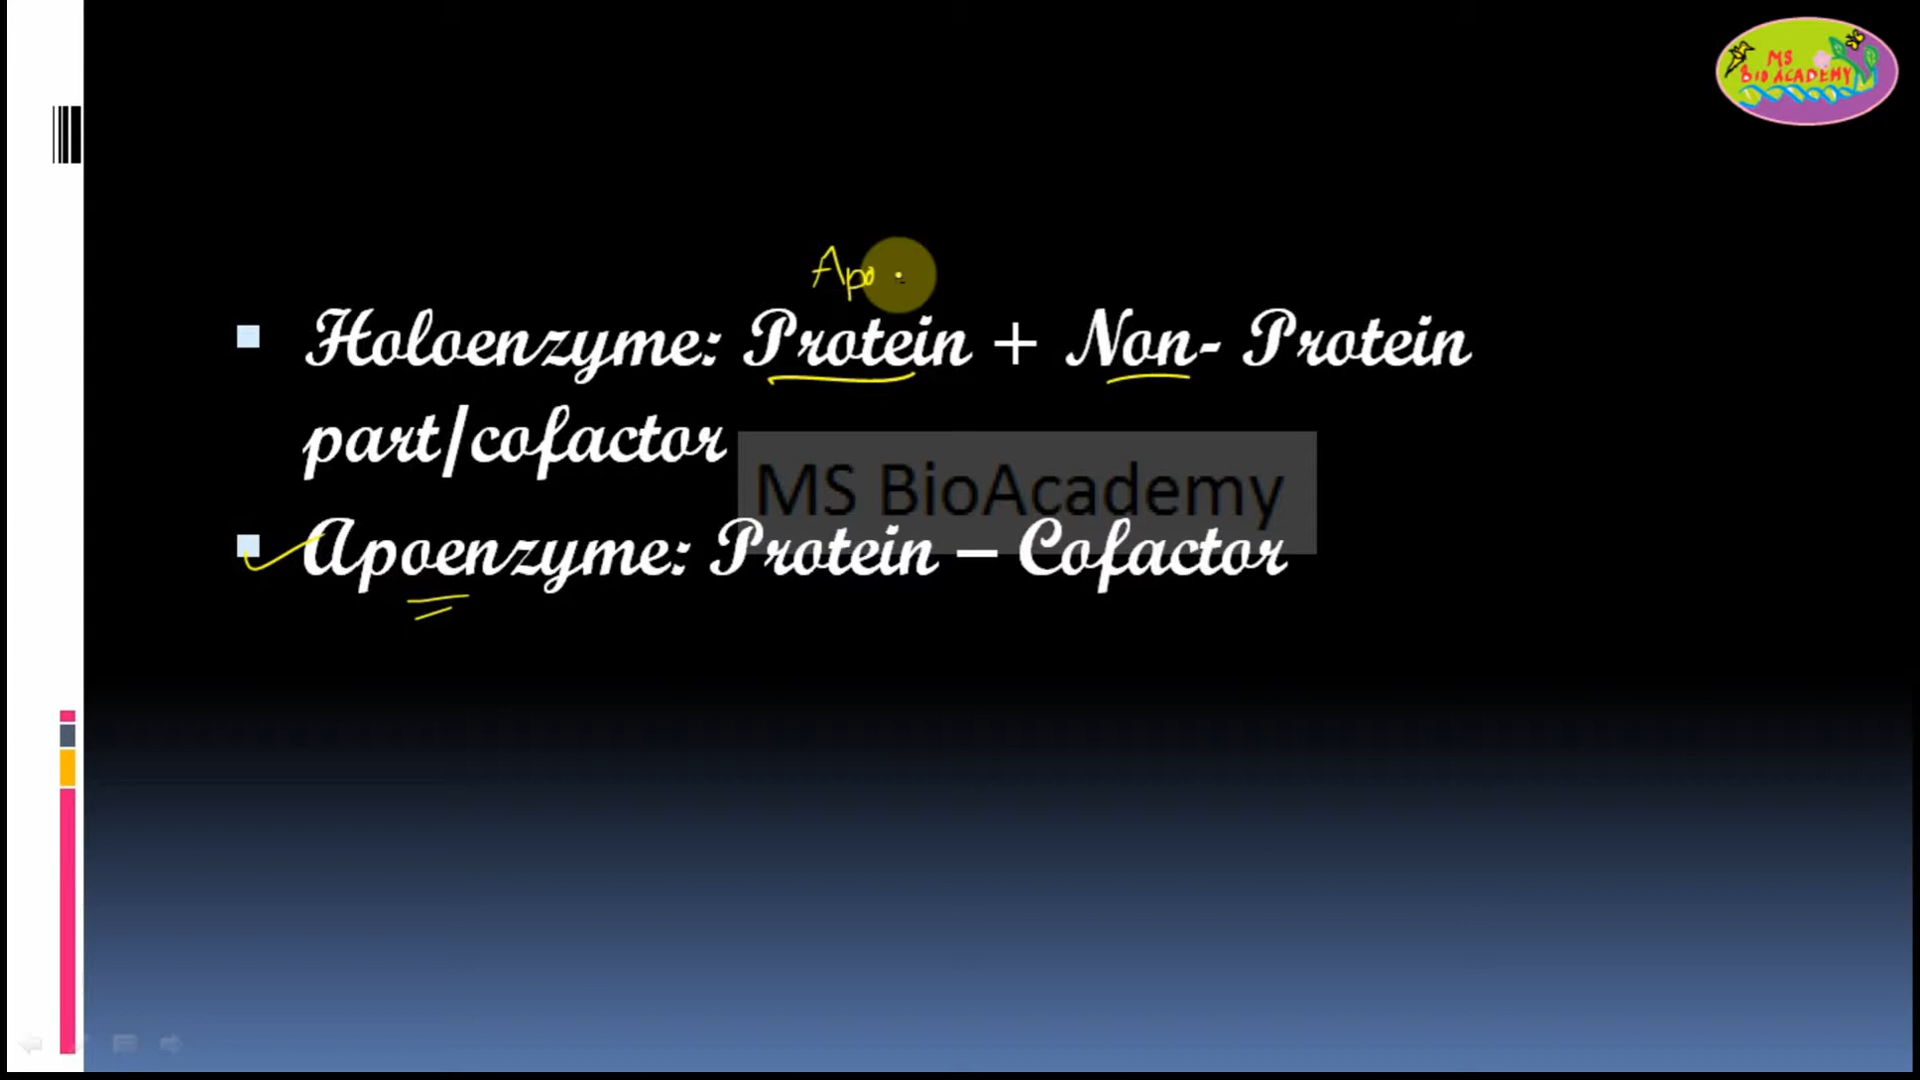 MS
BIO ACADEMY
Apo
Holoenzyme: Protein + Non- Protein
part/cofactor
MS BioAcademy
Apoenzyme: Protein – Cofactor